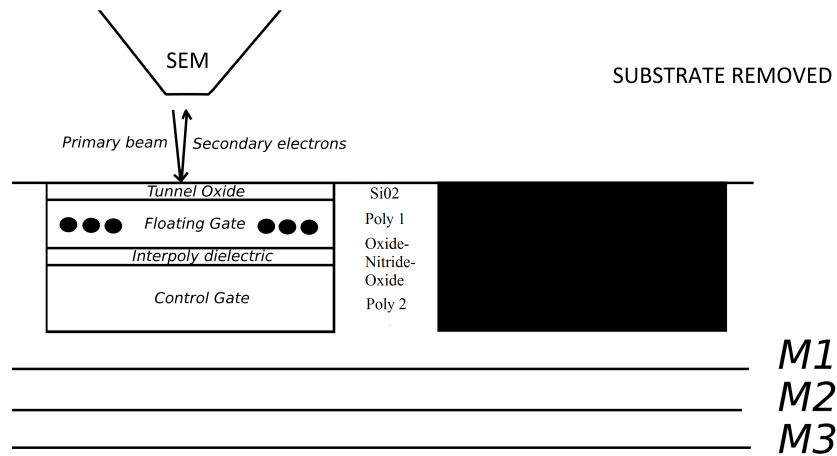 SEM
SUBSTRATE REMOVED
Primary beam
Secondary electrons
Tunnel Oxide
Si02
Floating Gate
Poly 1
Oxide-
Nitride-
Oxide
Interpoly dielectric
Control Gate
Poly 2
M1
M2
M3